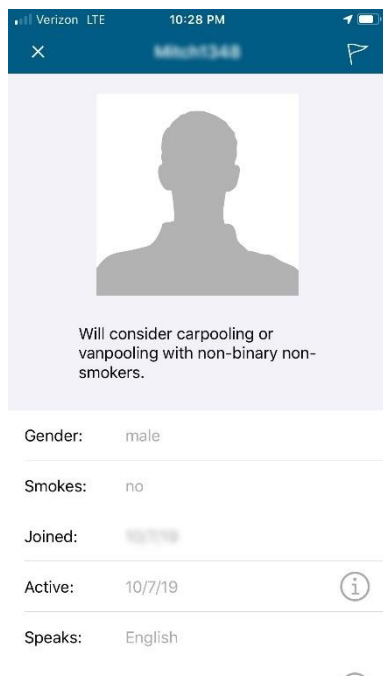 Verizon LTE 10:28 PM
Will consider carpooling or
vanpooling with non-binary non-
smokers.
Gender: male
Smokes: no
Joined:
Active: 10/7/19
Speaks: English